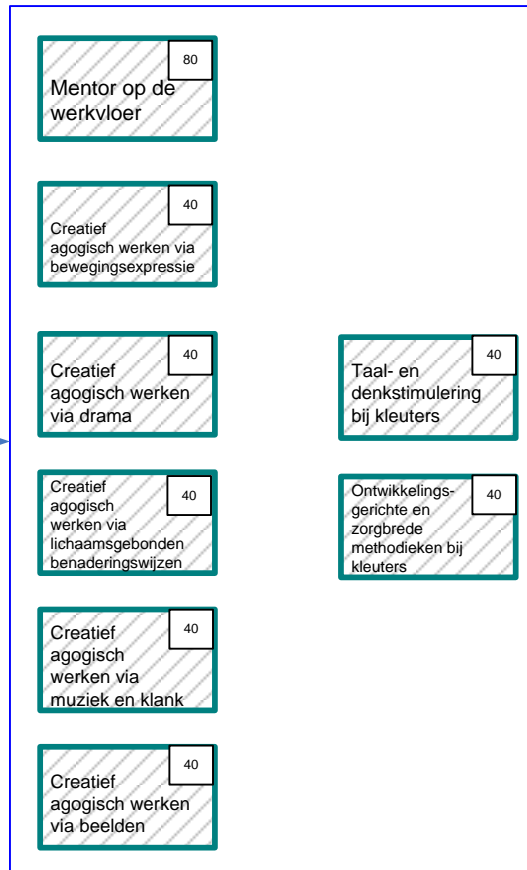 80
Mentor op de
werkvloer
40
Creatief
agogisch werken via
bewegingsexpressie
40
Creatief
agogisch werken
via drama
40
Creatief
agogisch
werken via
lichaamsgebonden
benaderingswijzen
40
Creatief
agogisch
werken via
muziek en klank
40
Creatief
agogisch werken
via beelden
40
Taal- en
denkstimulering
bij kleuters
40
Ontwikkelings-
gerichte en
zorgbrede
methodieken bij
kleuters